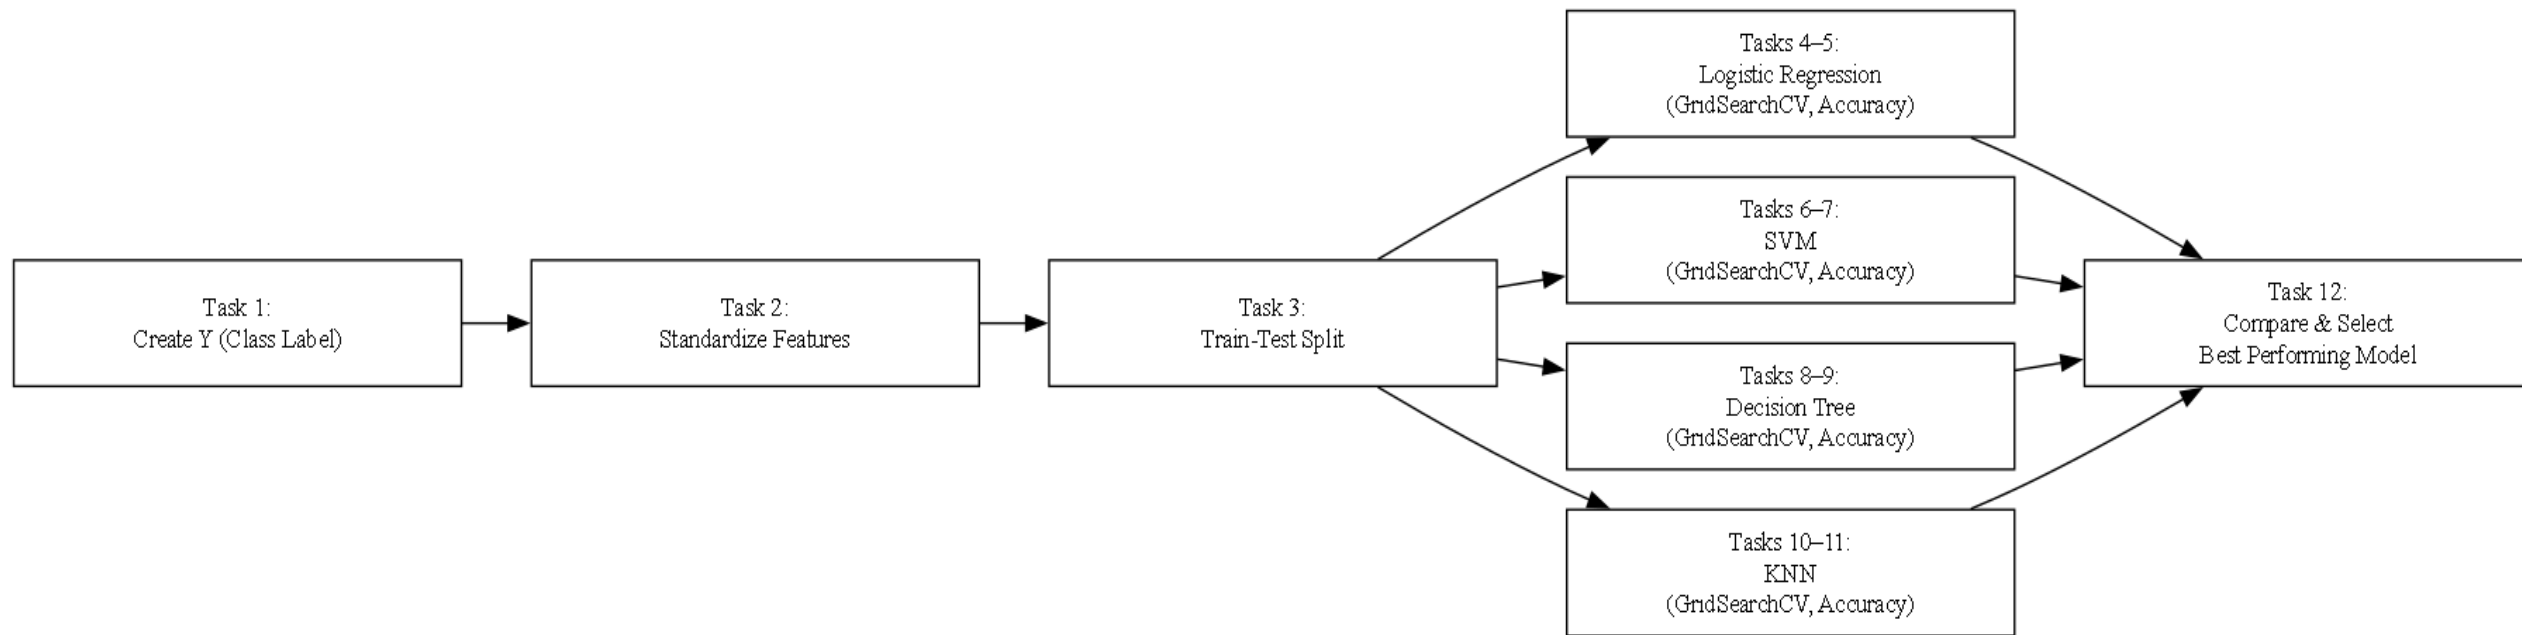 Task 1:
Create Y (Class Label)
Task 2:
Standardize Features
Task 3:
Train-Test Split
Tasks 4–5:
Logistic Regression
(GridSearchCV, Accuracy)
Tasks 6–7:
SVM
(GridSearchCV, Accuracy)
Tasks 8–9:
Decision Tree
(GridSearchCV, Accuracy)
Tasks 10–11:
KNN
(GridSearchCV, Accuracy)
Task 12:
Compare & Select
Best Performing Model